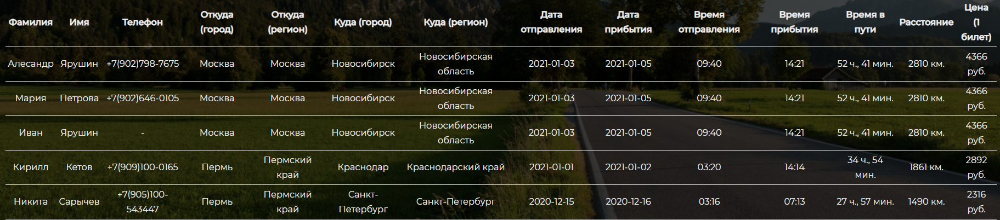 Фамилия Имя Телефон Откуда (город) Откуда (регион) Куда (город) Куда (регион) Дата отправления Дата прибытия Время отправления Время прибытия Время в пути Расстояние Цена (1 билет)
Алесандр Ярушин +7(902)798-7675 Москва Москва Новосибирск Новосибирская область 2021-01-03 2021-01-05 09:40 14:21 52 ч., 41 мин. 2810 км. 4366 руб.
Мария Петрова +7(902)646-0105 Москва Москва Новосибирск Новосибирская область 2021-01-03 2021-01-05 09:40 14:21 52 ч., 41 мин. 2810 км. 4366 руб.
Иван Ярушин - Москва Москва Новосибирск Новосибирская область 2021-01-03 2021-01-05 09:40 14:21 52 ч., 41 мин. 2810 км. 4366 руб.
Кирилл Кетов +7(909)100-0165 Пермь Пермский край Краснодар Краснодарский край 2021-01-01 2021-01-02 03:20 14:14 34 ч., 54 мин. 1861 км. 2892 руб.
Никита Сарычев +7(905)100-543447 Пермь Пермский край Санкт-Петербург Санкт-Петербург 2020-12-15 2020-12-16 03:16 07:13 27 ч., 57 мин. 1490 км. 2316 руб.